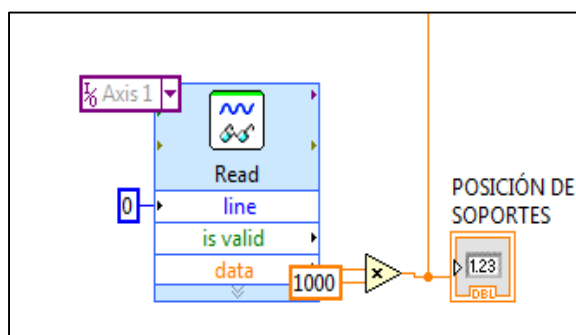 I/O Axis 1
Read
0
line
is valid
data
1000
x
POSICIÓN DE
SOPORTES
1.23
DBL